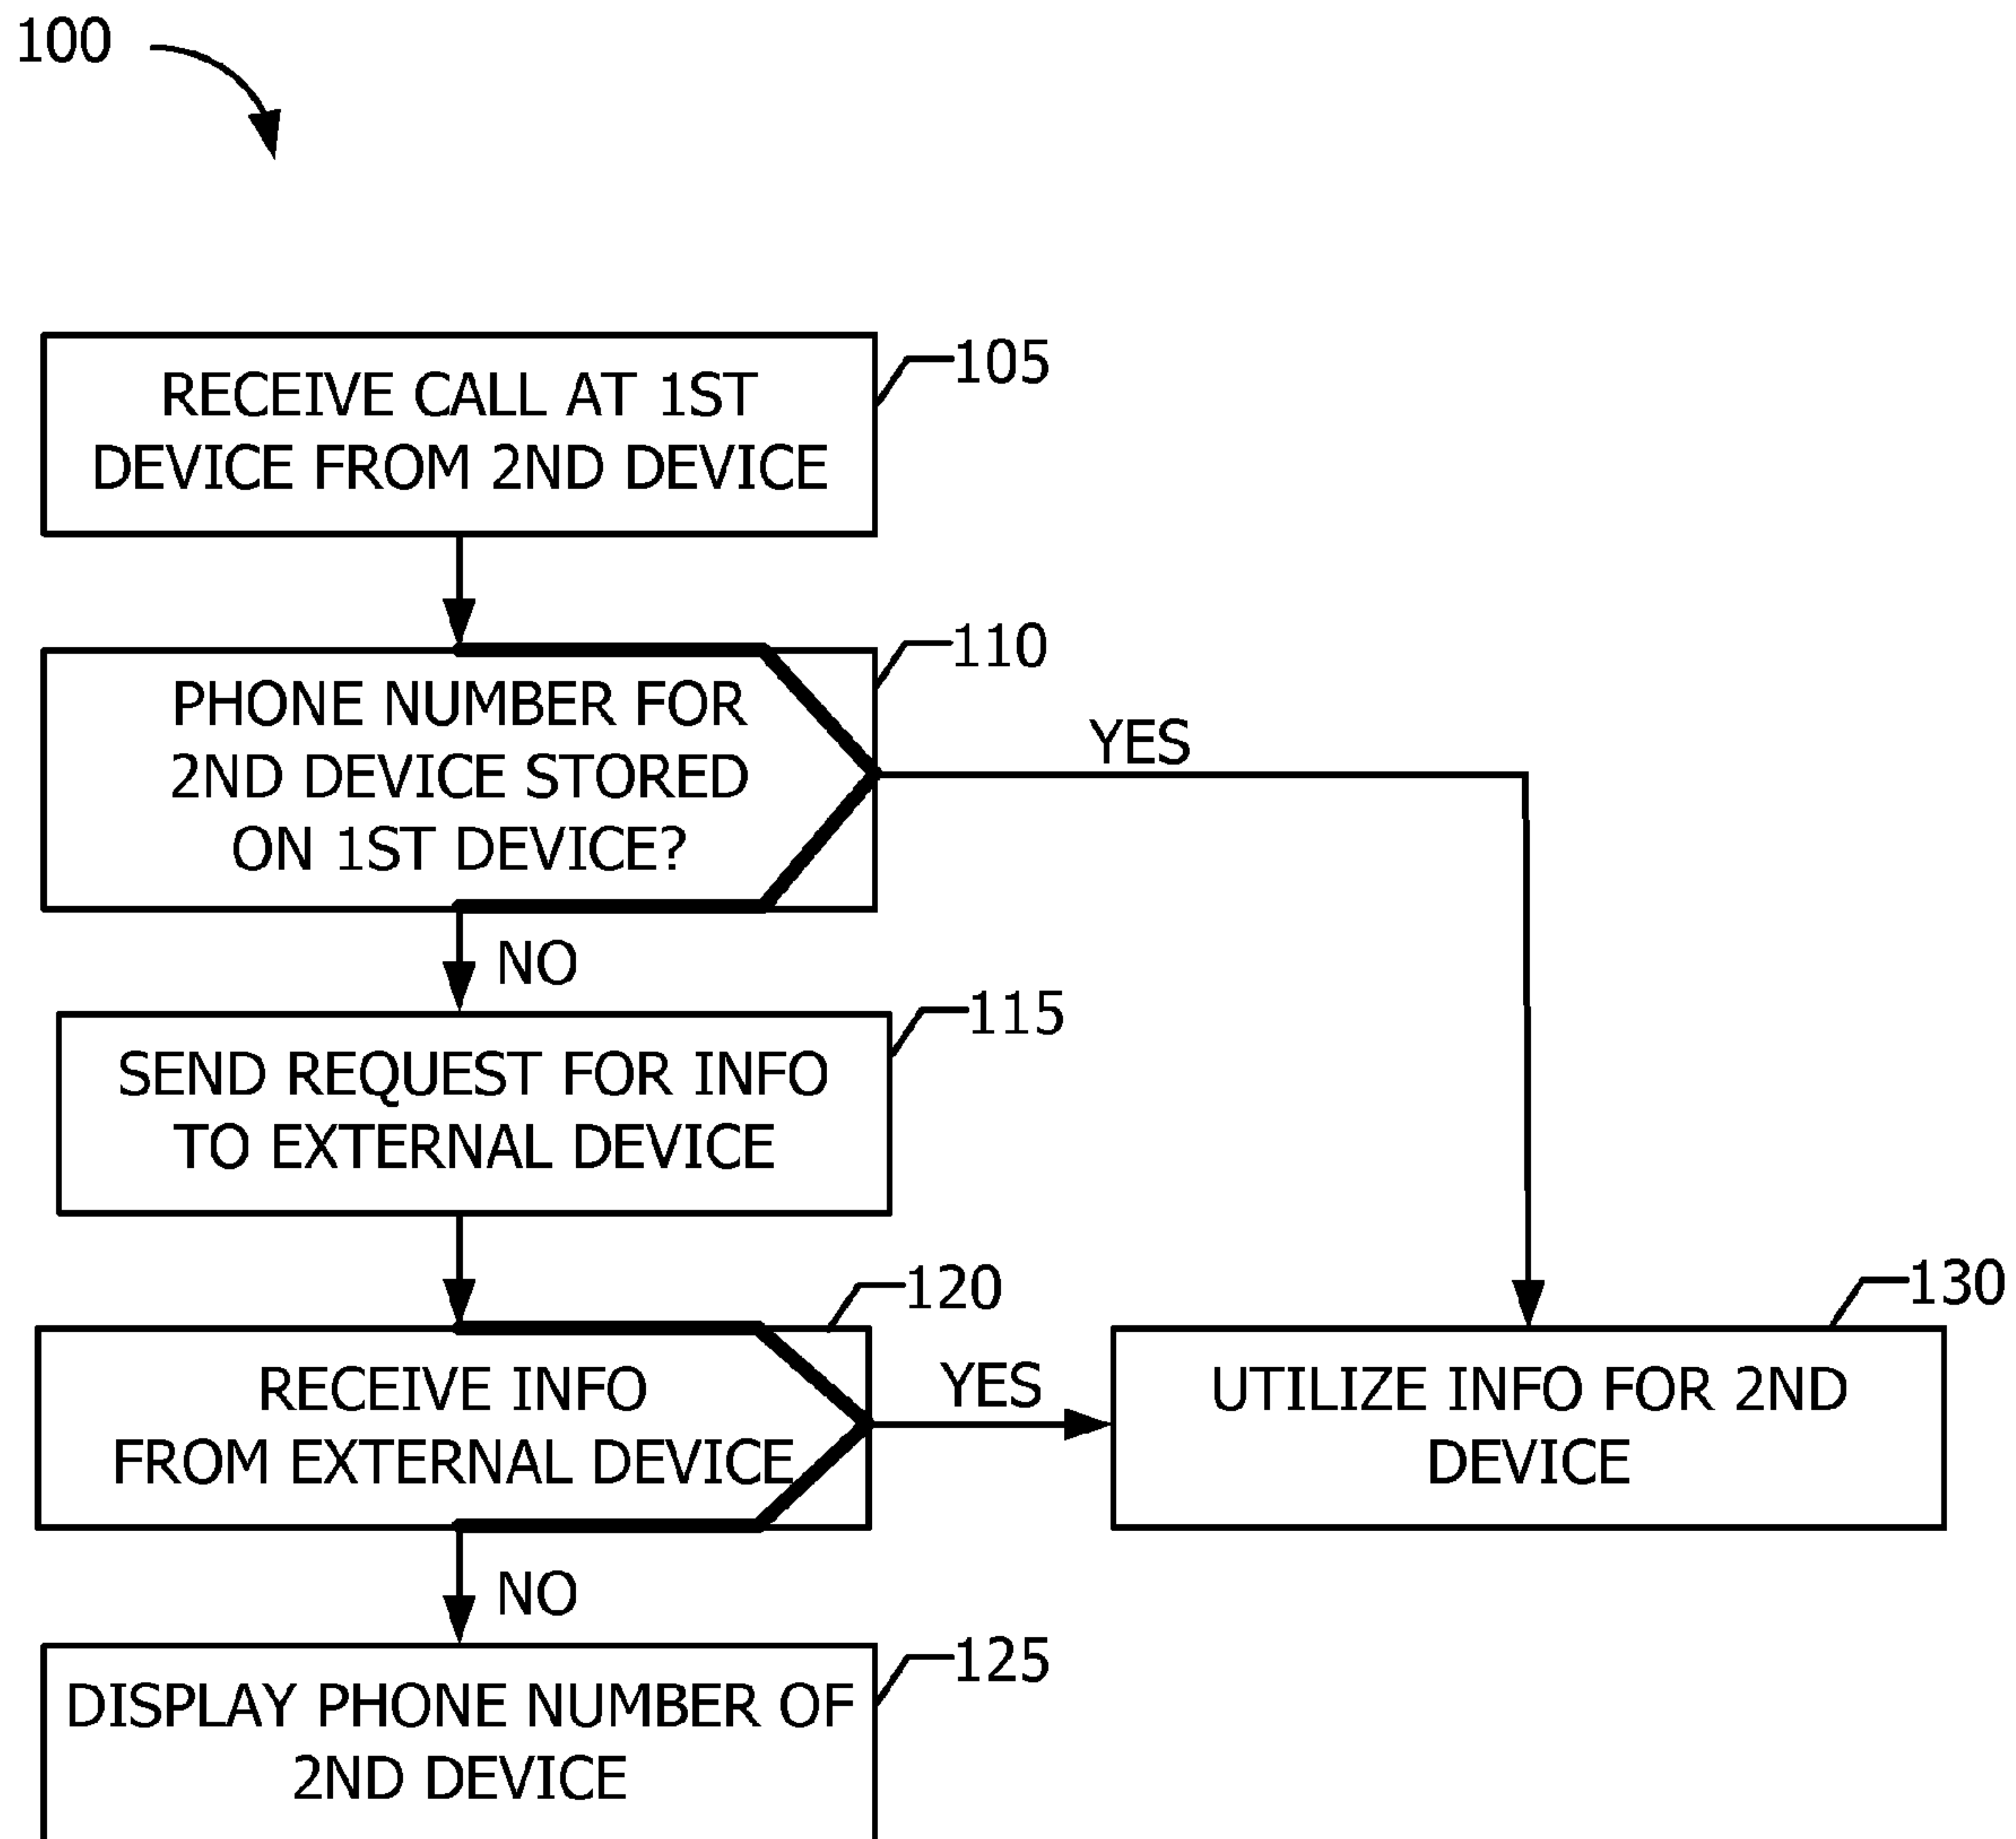 100
RECEIVE CALL AT 1ST
DEVICE FROM 2ND DEVICE
105
PHONE NUMBER FOR
2ND DEVICE STORED
ON 1ST DEVICE?
110
YES
NO
SEND REQUEST FOR INFO
TO EXTERNAL DEVICE
115
RECEIVE INFO
FROM EXTERNAL DEVICE
120
YES
UTILIZE INFO FOR 2ND
DEVICE
130
NO
DISPLAY PHONE NUMBER OF
2ND DEVICE
125